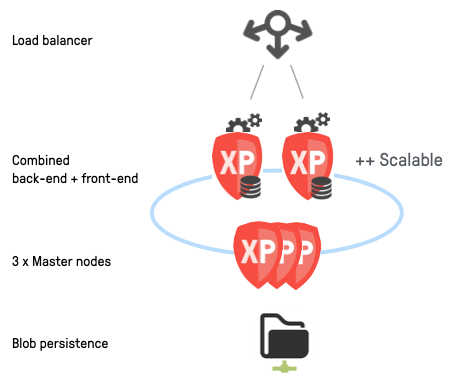 Load balancer
XP XP
Combined
back-end + front-end
++ Scalable
XP P P
3 x Master nodes
Blob persistence